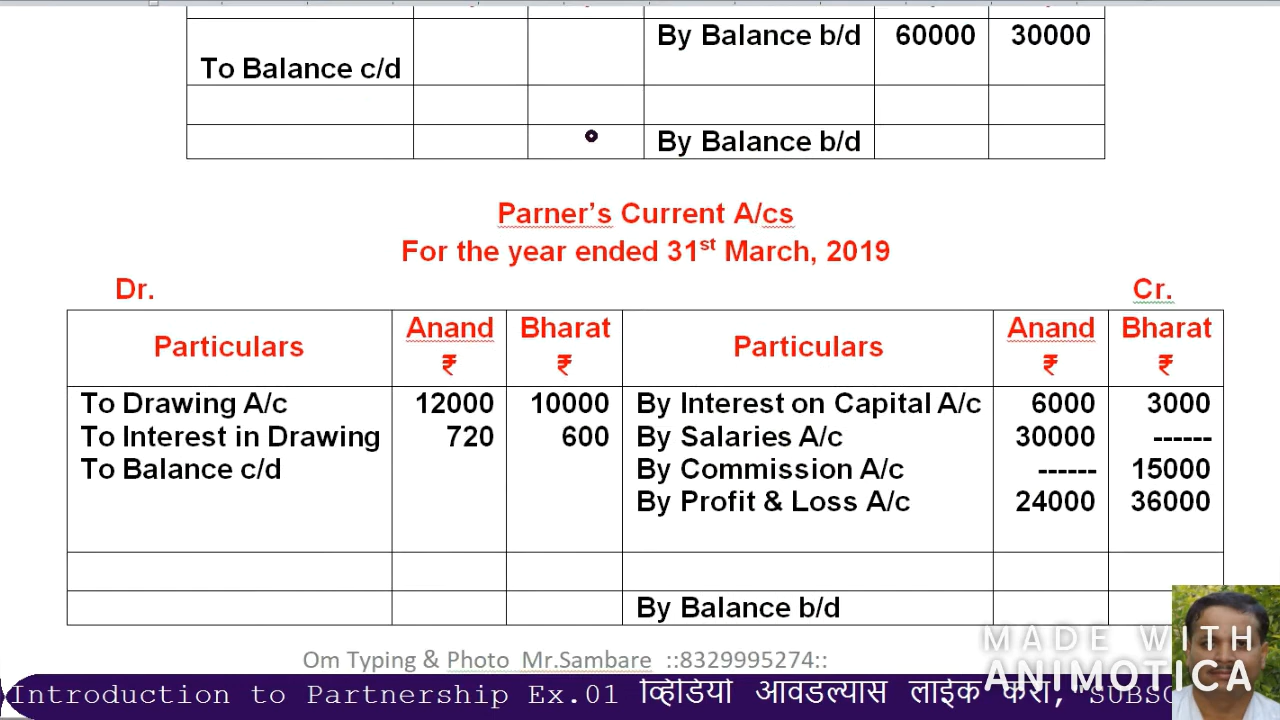 By Balance b/d 60000 30000
To Balance c/d
By Balance b/d
Parner's Current A/cs
For the year ended 31st March, 2019
Dr. Cr.
Particulars Anand ₹ Bharat ₹ Particulars Anand ₹ Bharat ₹
To Drawing A/c 12000 10000 By Interest on Capital A/c 6000 3000
To Interest in Drawing 720 600 By Salaries A/c 30000 ------
To Balance c/d By Commission A/c ------ 15000
By Profit & Loss A/c 24000 36000
By Balance b/d
MADE WITH
ANIMOTICA
Om Typing & Photo Mr.Sambare ::8329995274::
Introduction to Partnership Ex.01 व्हिडियो आवडल्यास लाईक करा, "SUBSC